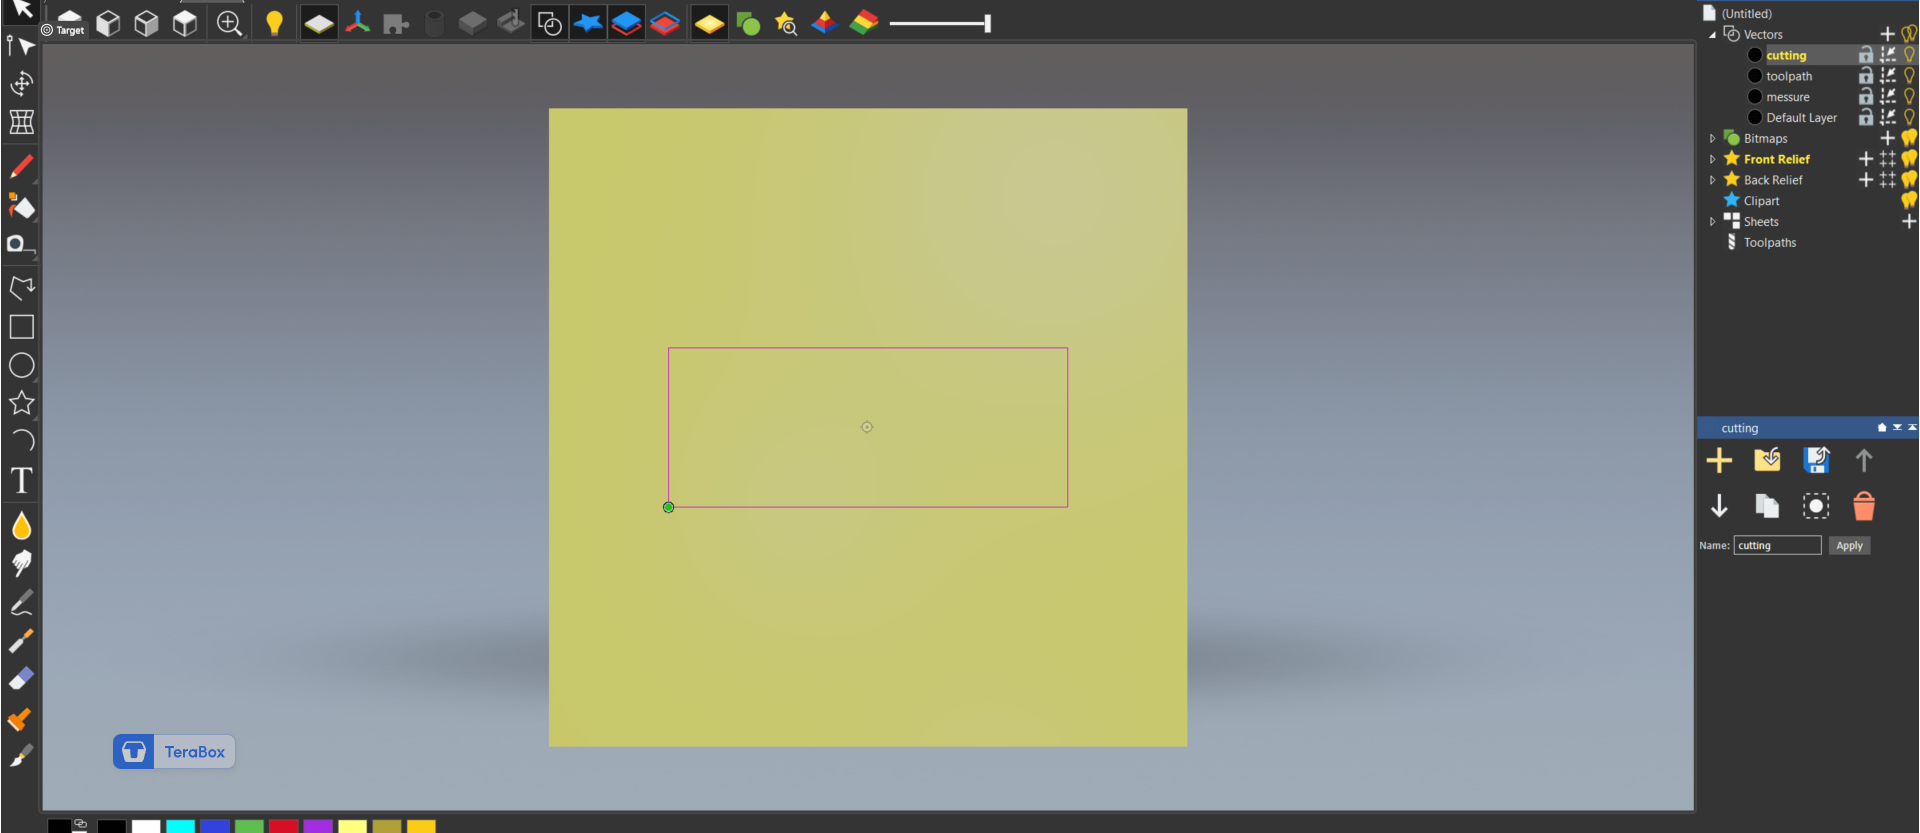 Target
(Untitled)
Vectors
cutting
toolpath
messure
Default Layer
Bitmaps
Front Relief
Back Relief
Clipart
Sheets
Toolpaths
cutting
Name: cutting Apply
T
TeraBox